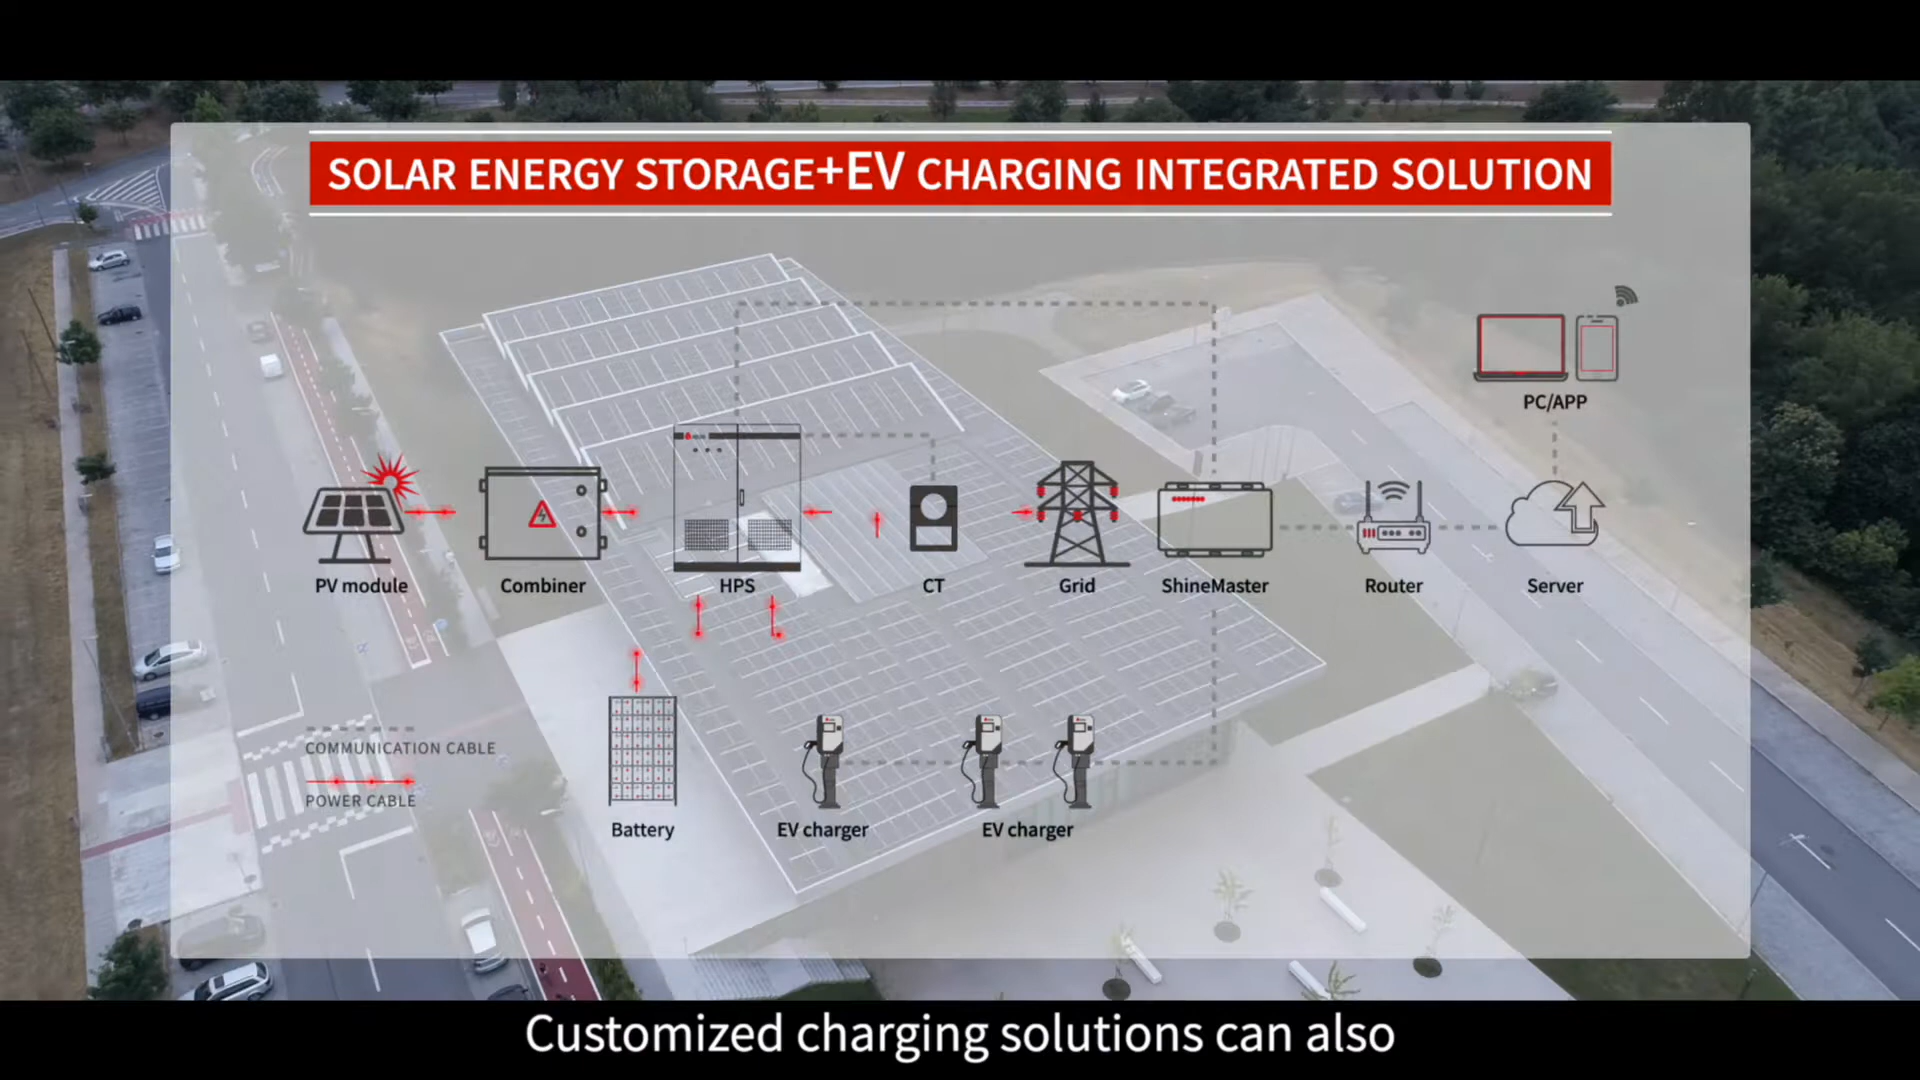 SOLAR ENERGY STORAGE+EV CHARGING INTEGRATED SOLUTION
PC/APP
PV module
Combiner
HPS
CT
Grid
ShineMaster
Router
Server
COMMUNICATION CABLE
POWER CABLE
Battery
EV charger
EV charger
Customized charging solutions can also